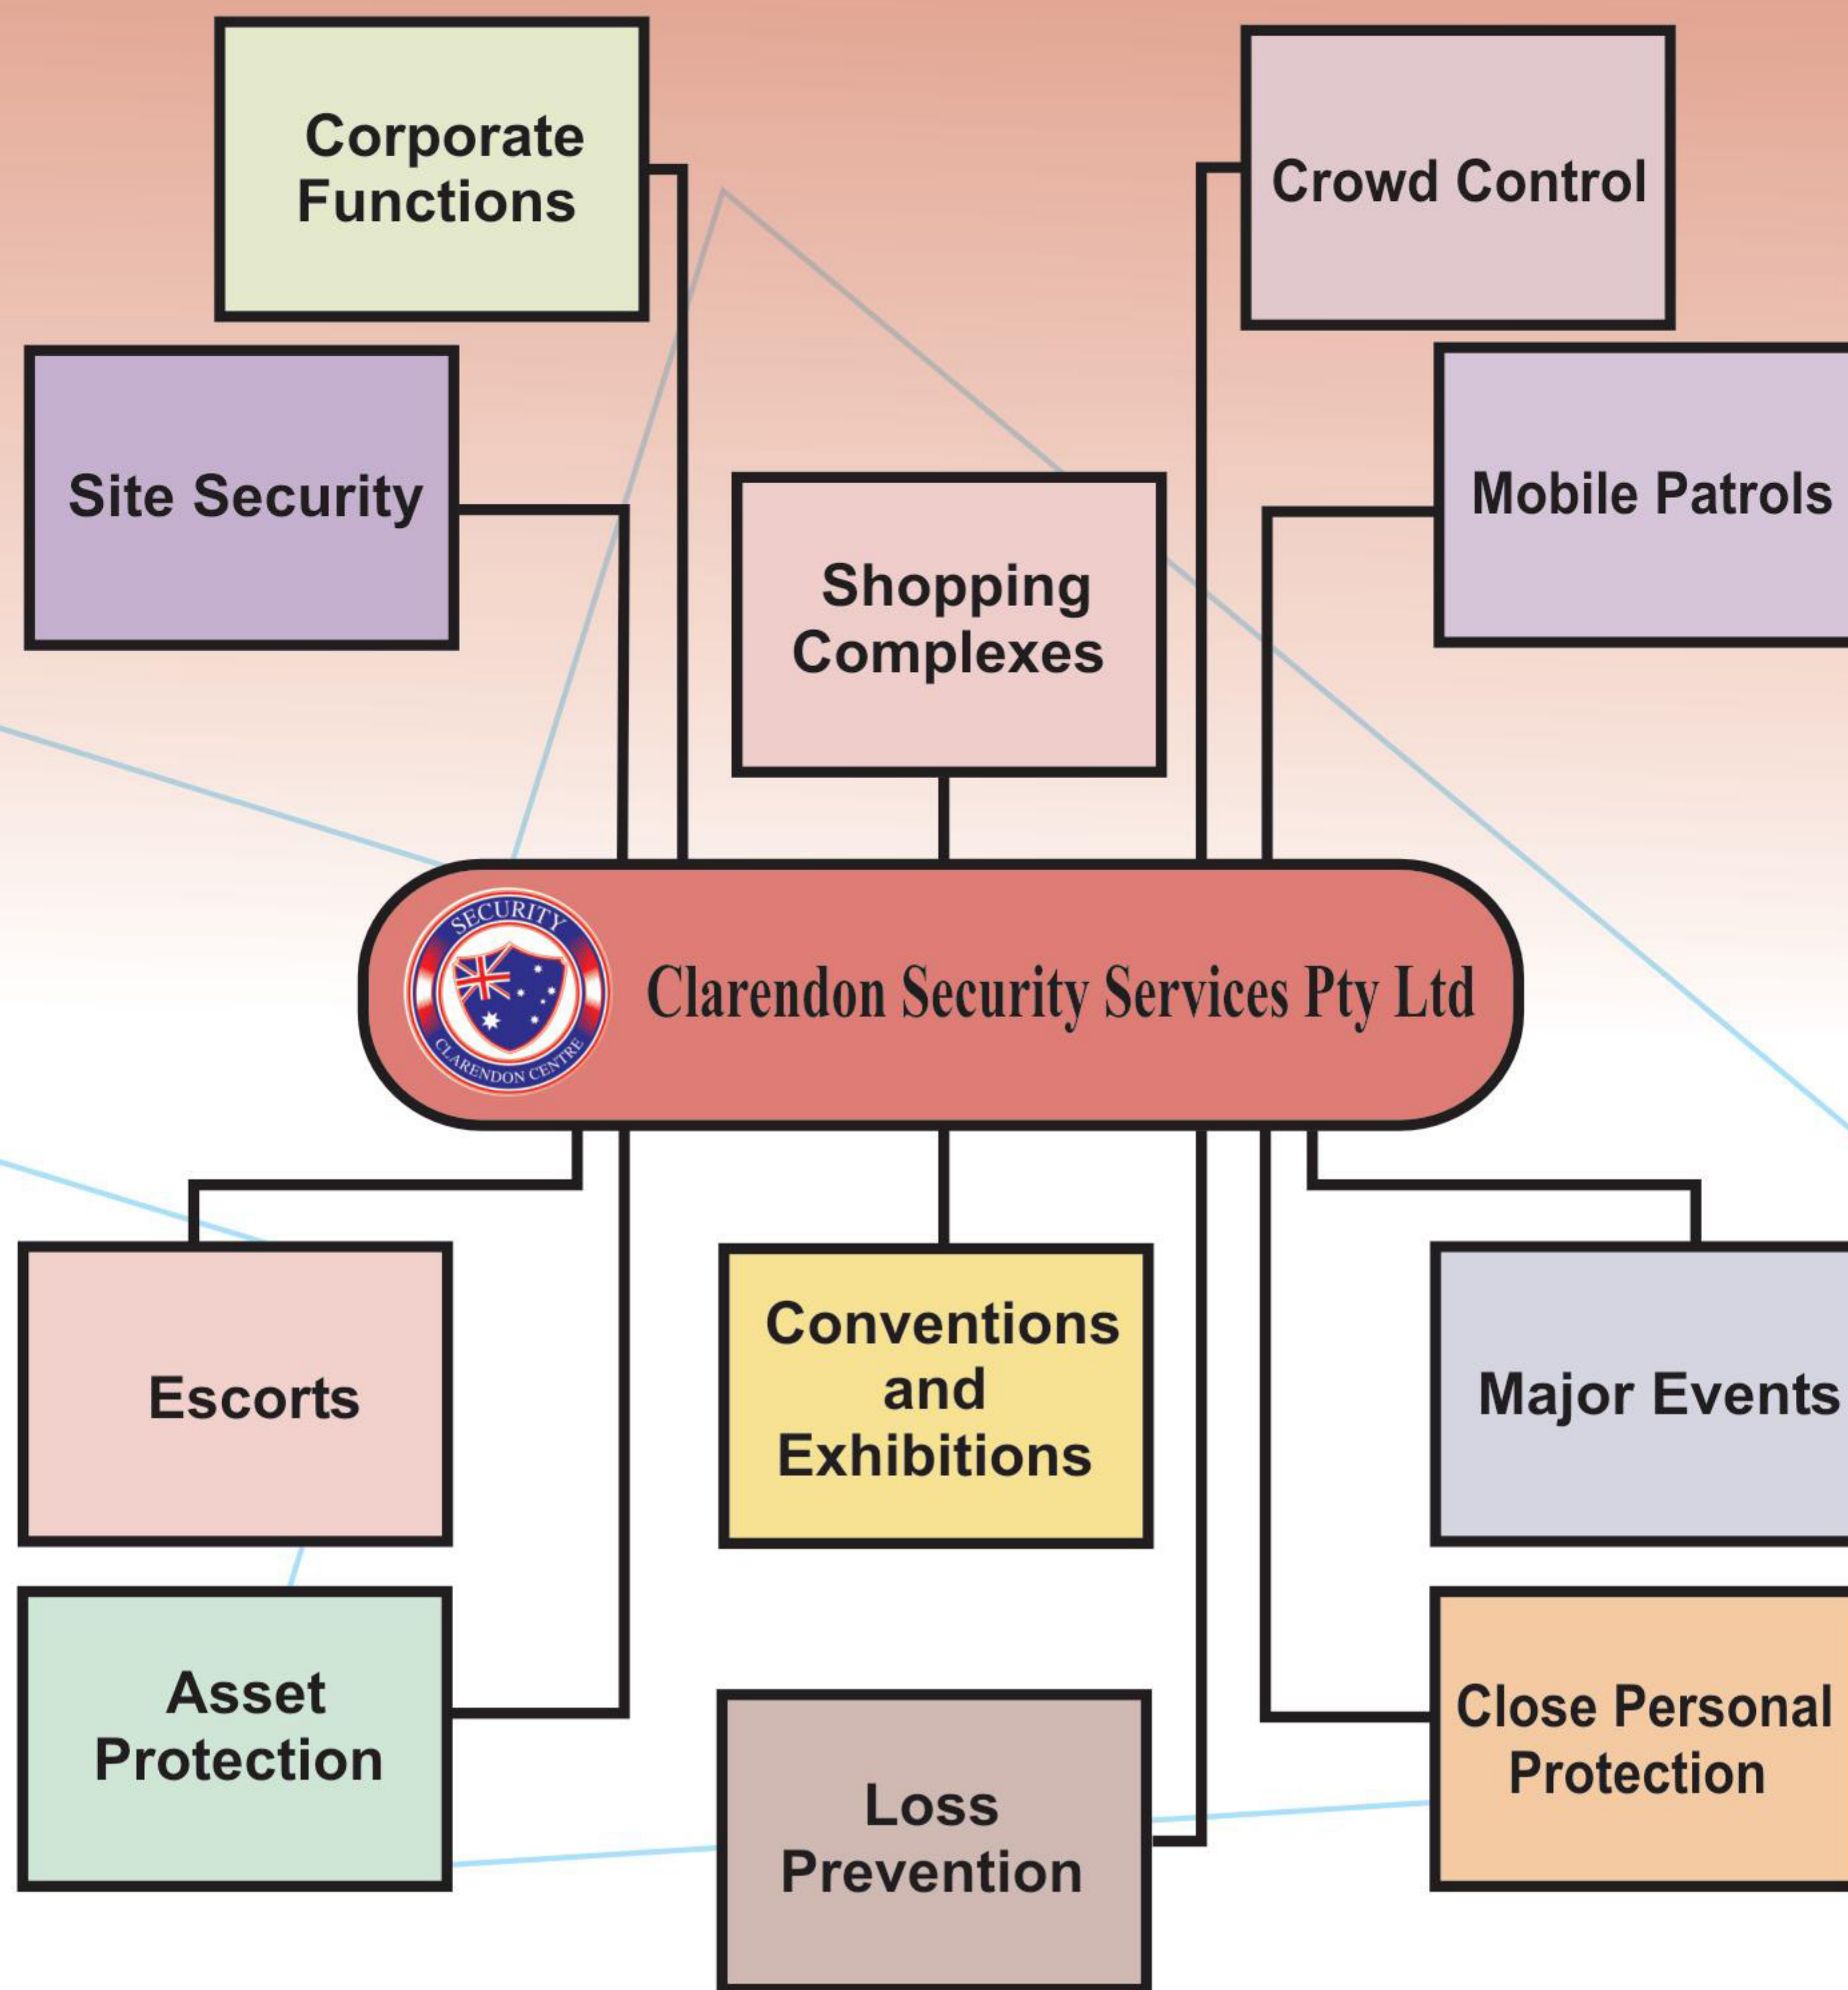 Corporate
Functions
Crowd Control
Site Security
Mobile Patrols
Shopping
Complexes
SECURITY
CLARENDON CENTRE
Clarendon Security Services Pty Ltd
Escorts
Conventions
and
Exhibitions
Major Events
Asset
Protection
Close Personal
Protection
Loss
Prevention